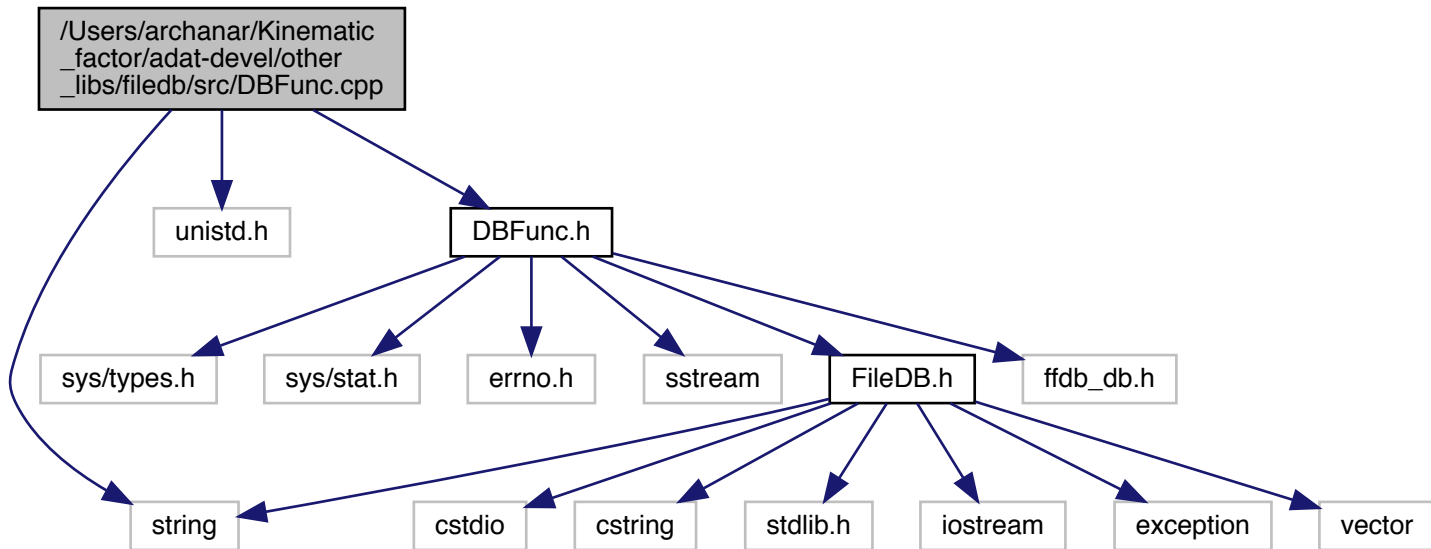 /Users/archanar/Kinematic
_factor/adat-devel/other
_libs/filedb/src/DBFunc.cpp
unistd.h
DBFunc.h
sys/types.h
sys/stat.h
errno.h
sstream
FileDB.h
ffdb_db.h
string
cstdio
cstring
stdlib.h
iostream
exception
vector